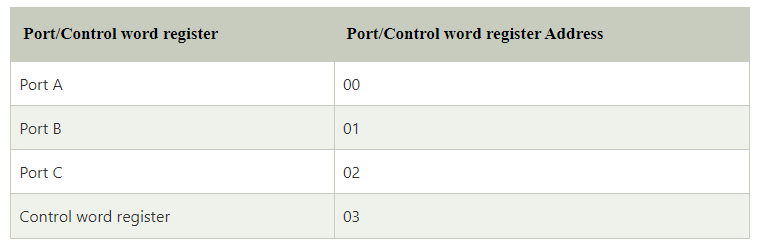 Port/Control word register Port/Control word register Address
Port A 00
Port B 01
Port C 02
Control word register 03